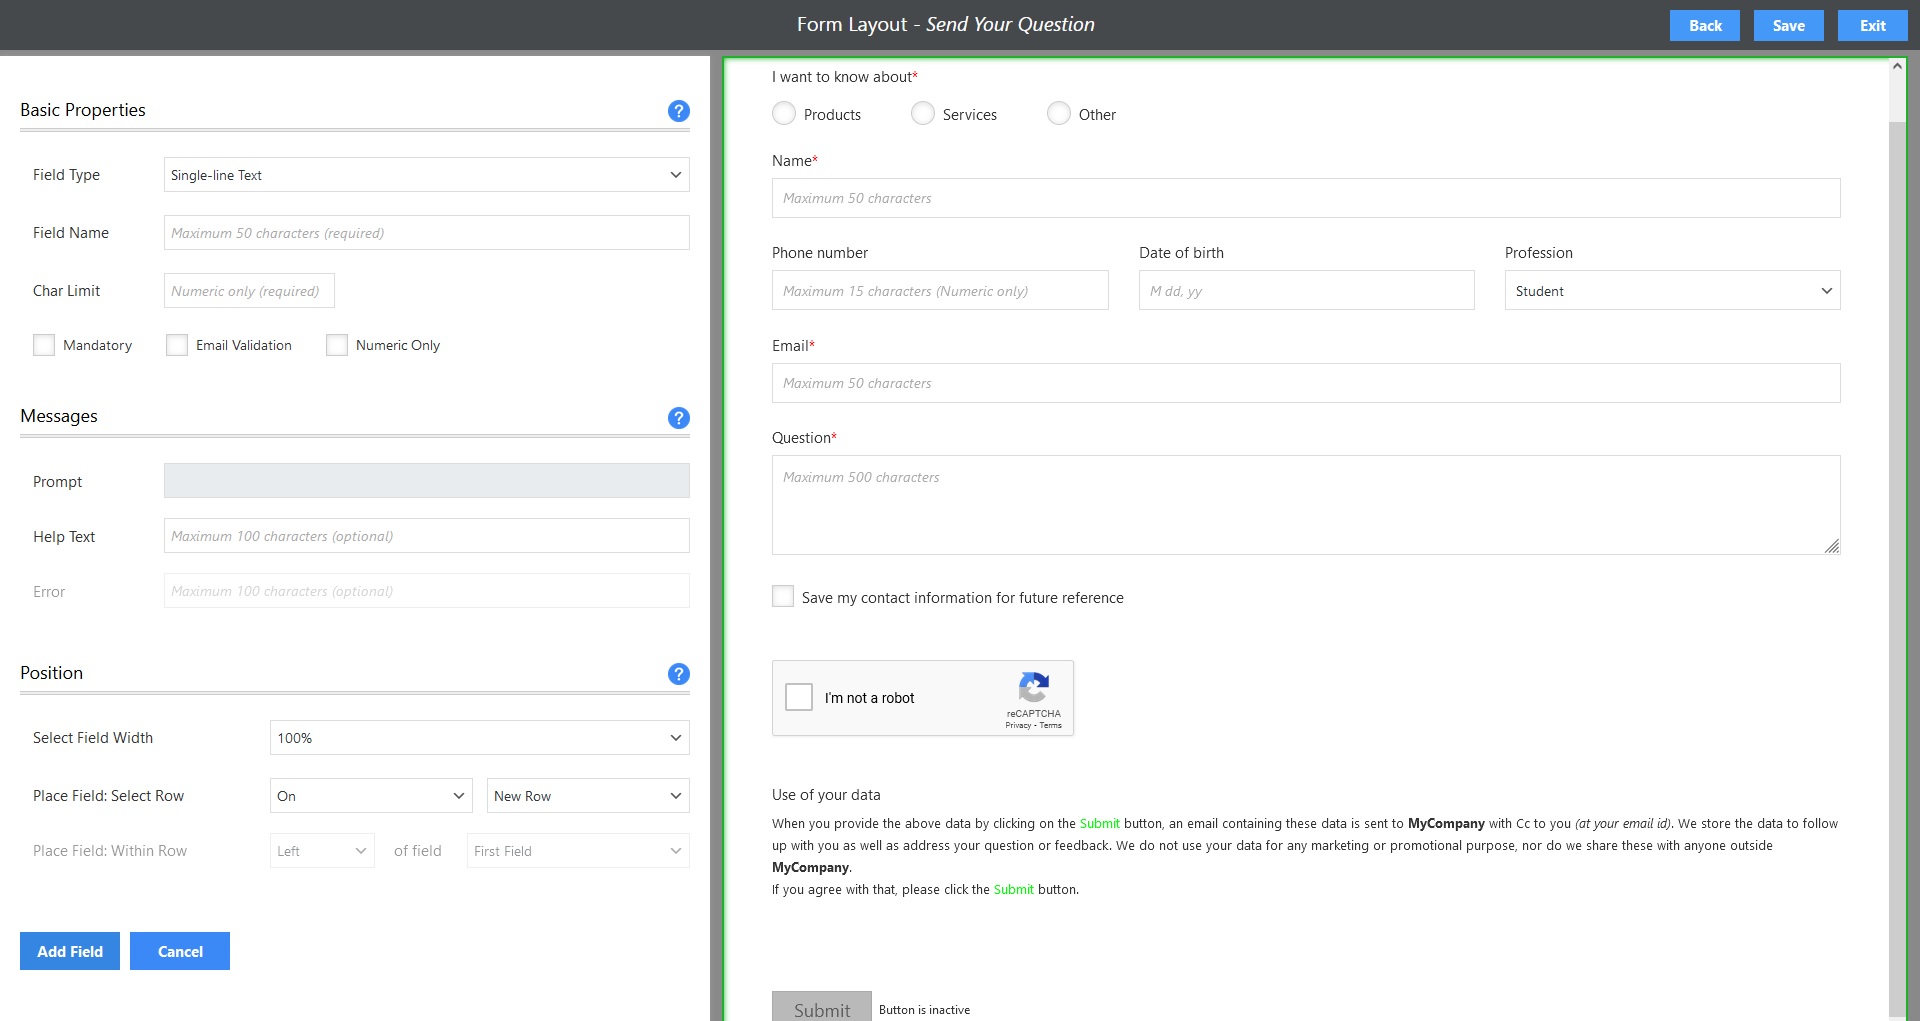 Form Layout - Send Your Question
Back
Save
Exit
Basic Properties
?
Field Type
Single-line Text
Field Name
Maximum 50 characters (required)
Char Limit
Numeric only (required)
Mandatory
Email Validation
Numeric Only
Messages
?
Prompt
Help Text
Maximum 100 characters (optional)
Error
Maximum 100 characters (optional)
Position
?
Select Field Width
100%
Place Field: Select Row
On
New Row
Place Field: Within Row
Left
of field
First Field
Add Field
Cancel
I want to know about*
Products
Services
Other
Name*
Maximum 50 characters
Phone number
Date of birth
Profession
Maximum 15 characters (Numeric only)
M dd, yy
Student
Email*
Maximum 50 characters
Question*
Maximum 500 characters
Save my contact information for future reference
I'm not a robot
reCAPTCHA
Privacy - Terms
Use of your data
When you provide the above data by clicking on the Submit button, an email containing these data is sent to MyCompany with Cc to you (at your email id). We store the data to follow
up with you as well as address your question or feedback. We do not use your data for any marketing or promotional purpose, nor do we share these with anyone outside
MyCompany.
If you agree with that, please click the Submit button.
Submit
Button is inactive